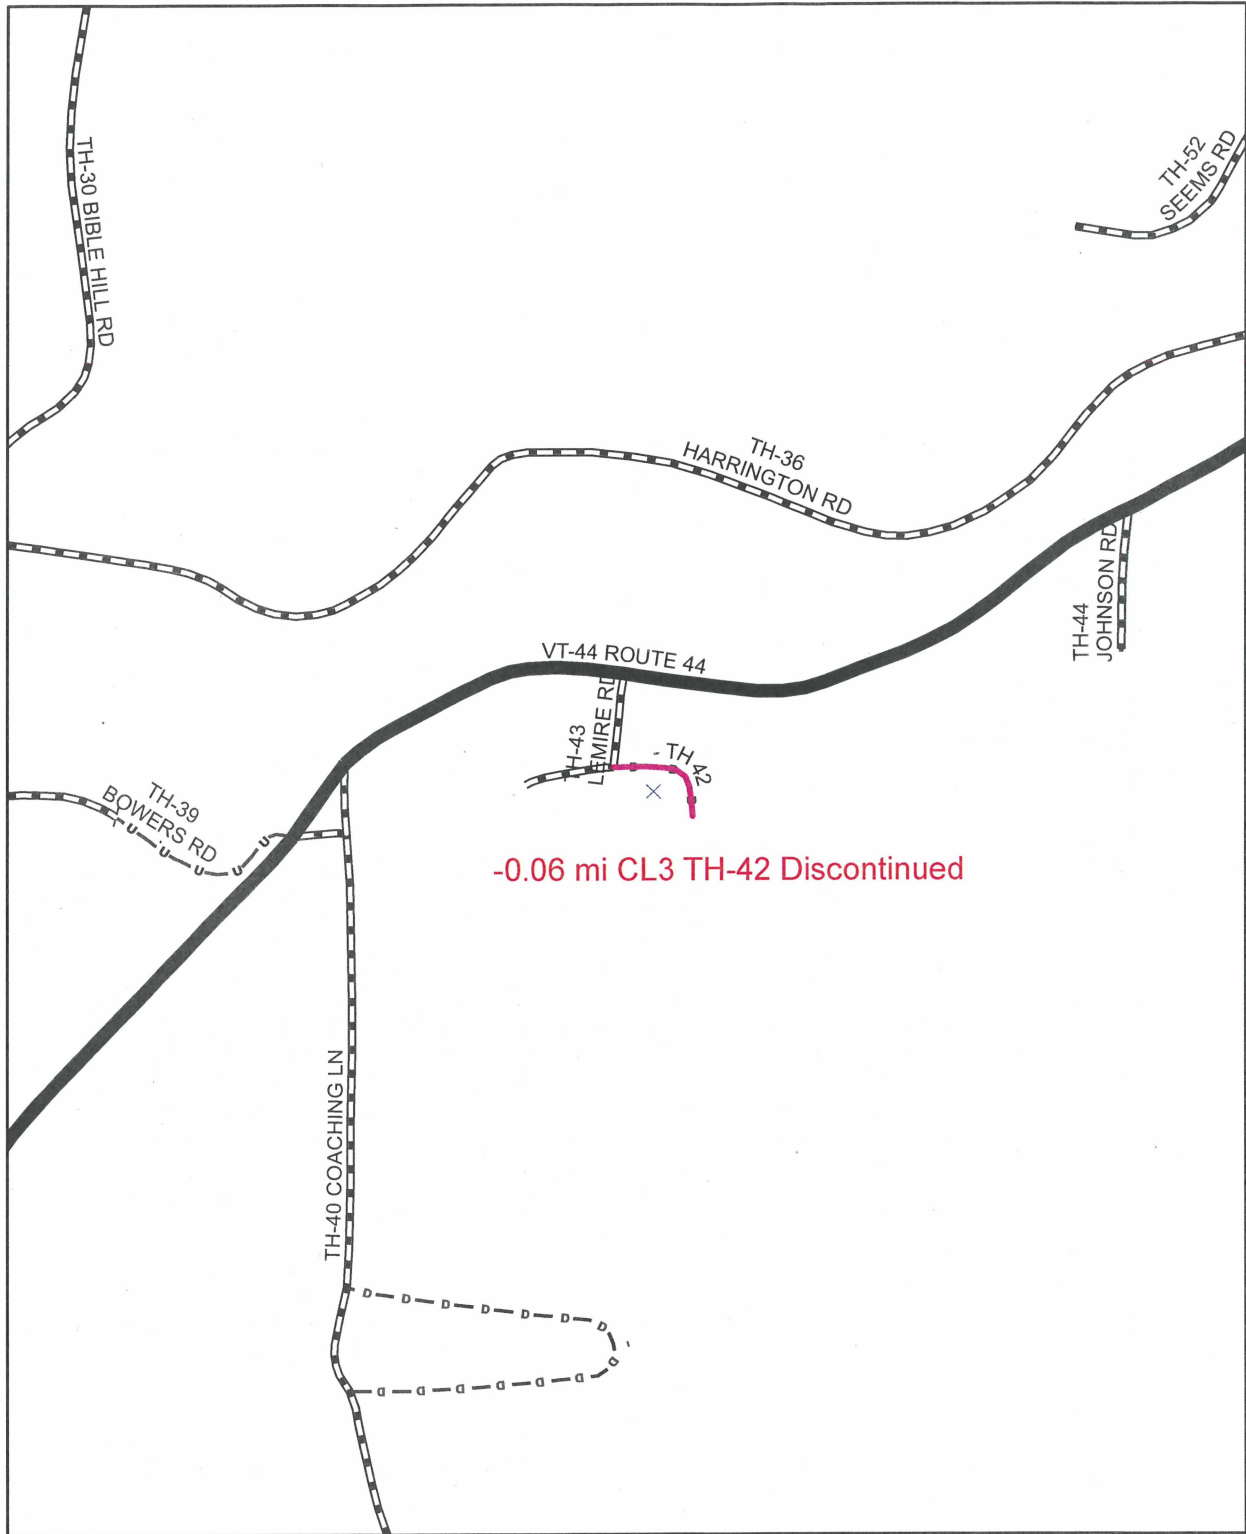 TH-30 BIBLE HILL RD
TH-52
SEEMS RD
TH-36
HARRINGTON RD
TH-44
JOHNSON RD
VT-44 ROUTE 44
TH-43
LEMIRE RD
TH 42
TH-39
BOWERS RD
U
U
U
U
U
-0.06 mi CL3 TH-42 Discontinued
TH-40 COACHING LN
D
D
D
D
D
D
D
D
D
D
D
D
D
D